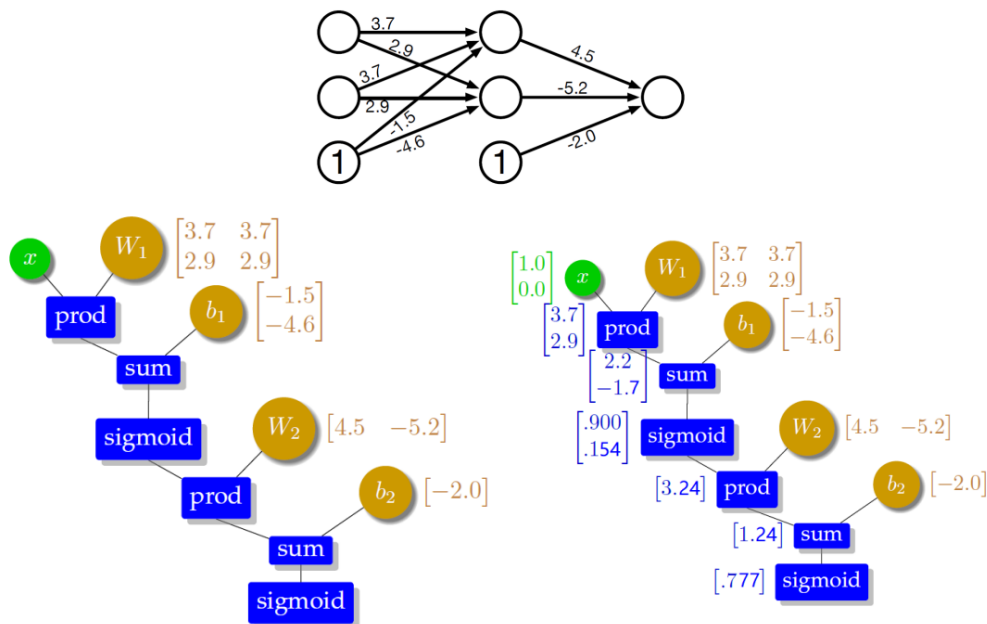 3.7
2.9
4.5
3.7
-5.2
2.9
-1.5
-4.6
-2.0
1
1
x
W₁
[3.7 3.7
2.9 2.9]
prod
b₁
[−1.5
−4.6]
sum
sigmoid
W₂
[4.5 −5.2]
prod
b₂
[−2.0]
sum
sigmoid
[1.0
0.0]
x
W₁
[3.7 3.7
2.9 2.9]
[3.7
2.9]
prod
b₁
[−1.5
−4.6]
[2.2
−1.7]
sum
[.900
.154]
sigmoid
W₂
[4.5 −5.2]
[3.24]
prod
b₂
[−2.0]
[1.24]
sum
[.777]
sigmoid